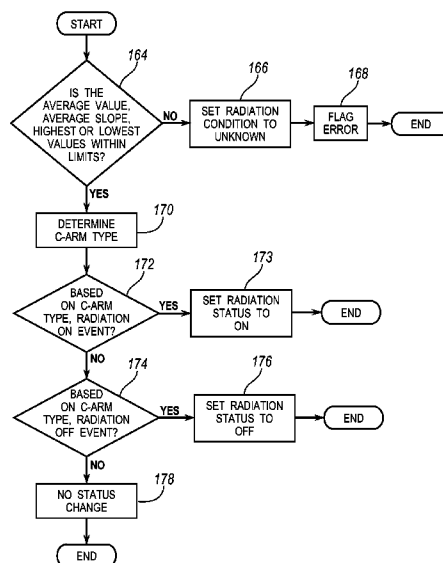 START
164
IS THE
AVERAGE VALUE,
AVERAGE SLOPE,
HIGHEST OR LOWEST
VALUES WITHIN
LIMITS?
NO
166
SET RADIATION
CONDITION TO
UNKNOWN
168
FLAG
ERROR
END
YES
170
DETERMINE
C-ARM TYPE
172
BASED
ON C-ARM
TYPE, RADIATION
ON EVENT?
YES
173
SET RADIATION
STATUS TO
ON
END
NO
174
BASED
ON C-ARM
TYPE, RADIATION
OFF EVENT?
YES
176
SET RADIATION
STATUS TO
OFF
END
NO
178
NO STATUS
CHANGE
END